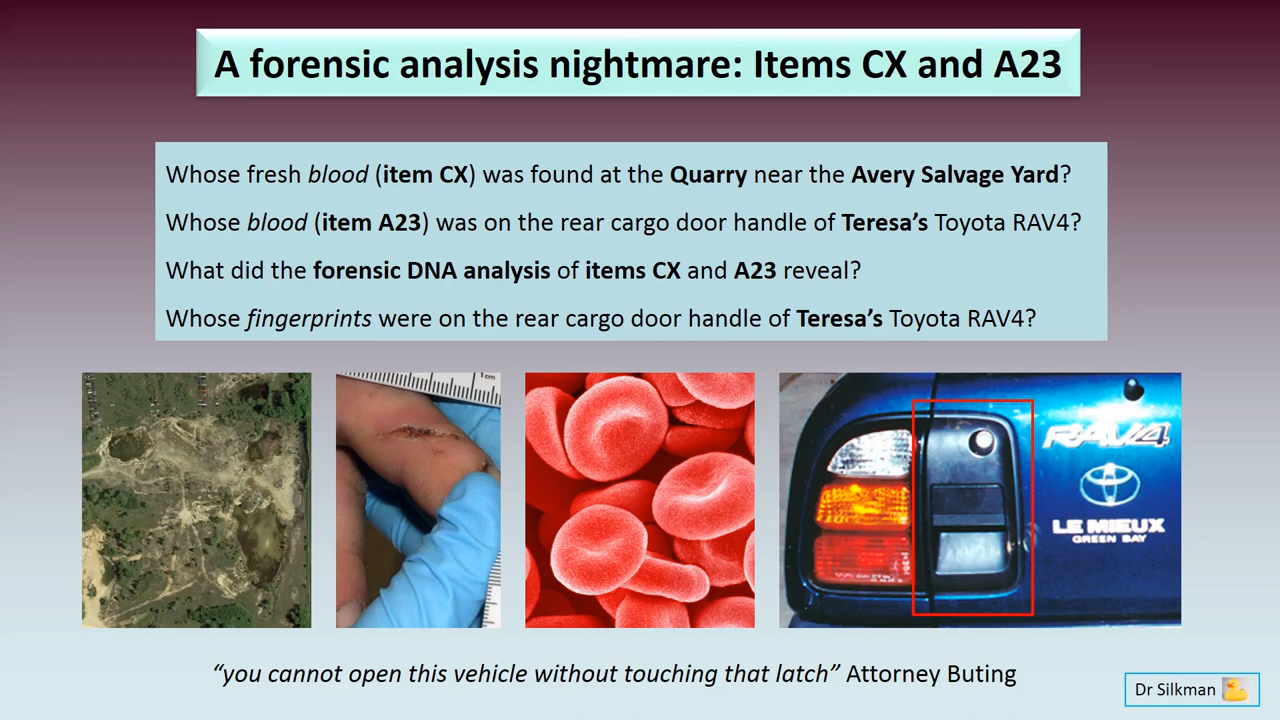 A forensic analysis nightmare: Items CX and A23
Whose fresh blood (item CX) was found at the Quarry near the Avery Salvage Yard?
Whose blood (item A23) was on the rear cargo door handle of Teresa’s Toyota RAV4?
What did the forensic DNA analysis of items CX and A23 reveal?
Whose fingerprints were on the rear cargo door handle of Teresa’s Toyota RAV4?
1cm
RAV4
LE MIEUX
GREEN BAY
“you cannot open this vehicle without touching that latch” Attorney Buting
Dr Silkman